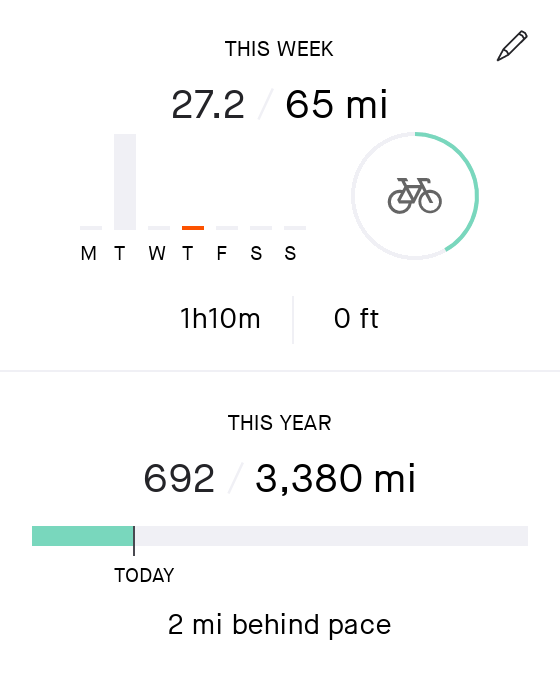 THIS WEEK
27.2 / 65 mi
M T W T F S S
1h10m 0 ft
THIS YEAR
692 / 3,380 mi
TODAY
2 mi behind pace